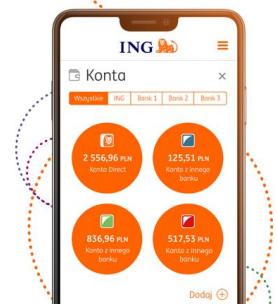 ING
Konta
Wszystkie ING Bank 1 Bank 2 Bank 3
2 556,96 PLN
Konto Direct
125,51 PLN
Konto z innego
banku
836,96 PLN
Konto z innego
banku
517,53 PLN
Konto z innego
banku
Dodaj